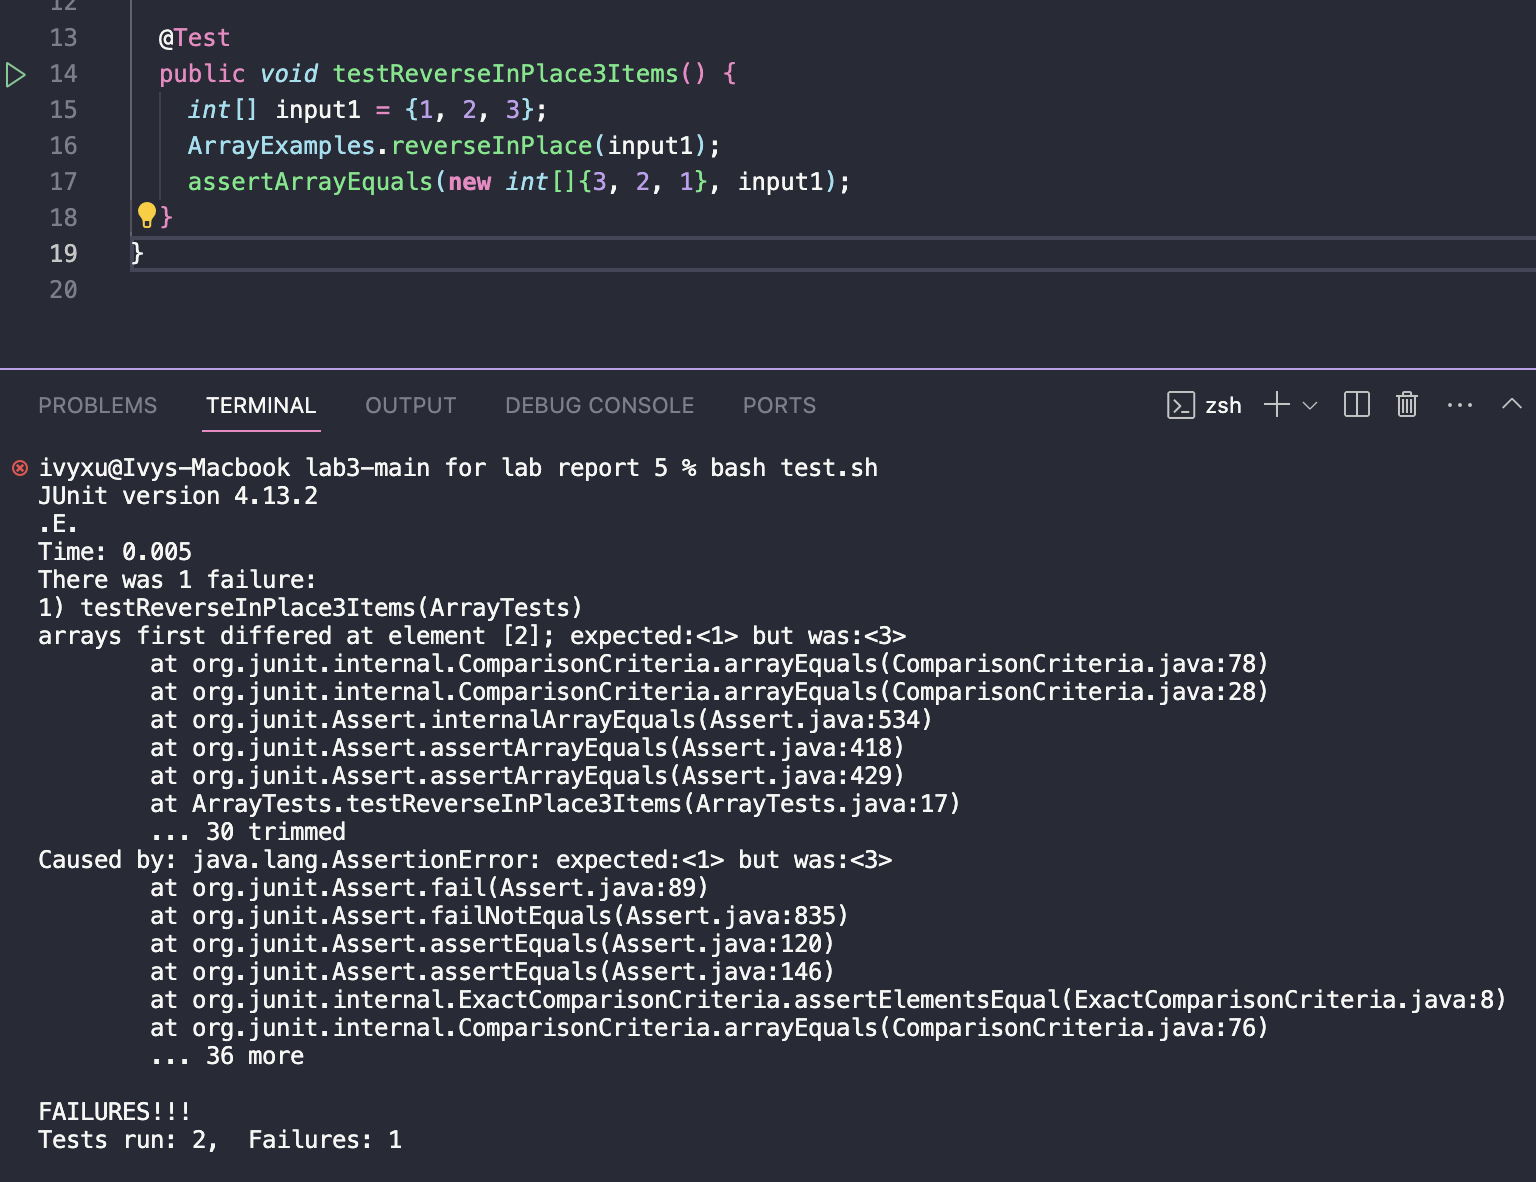 12
13 @Test
14 public void testReverseInPlace3Items() {
15 int[] input1 = {1, 2, 3};
16 ArrayExamples.reverseInPlace(input1);
17 assertArrayEquals(new int[]{3, 2, 1}, input1);
18 }
19 }
20
PROBLEMS TERMINAL OUTPUT DEBUG CONSOLE PORTS zsh
ivyxu@Ivys-Macbook lab3-main for lab report 5 % bash test.sh
JUnit version 4.13.2
.E.
Time: 0.005
There was 1 failure:
1) testReverseInPlace3Items(ArrayTests)
arrays first differed at element [2]; expected:<1> but was:<3>
at org.junit.internal.ComparisonCriteria.arrayEquals(ComparisonCriteria.java:78)
at org.junit.internal.ComparisonCriteria.arrayEquals(ComparisonCriteria.java:28)
at org.junit.Assert.internalArrayEquals(Assert.java:534)
at org.junit.Assert.assertArrayEquals(Assert.java:418)
at org.junit.Assert.assertArrayEquals(Assert.java:429)
at ArrayTests.testReverseInPlace3Items(ArrayTests.java:17)
... 30 trimmed
Caused by: java.lang.AssertionError: expected:<1> but was:<3>
at org.junit.Assert.fail(Assert.java:89)
at org.junit.Assert.failNotEquals(Assert.java:835)
at org.junit.Assert.assertEquals(Assert.java:120)
at org.junit.Assert.assertEquals(Assert.java:146)
at org.junit.internal.ExactComparisonCriteria.assertElementsEqual(ExactComparisonCriteria.java:8)
at org.junit.internal.ComparisonCriteria.arrayEquals(ComparisonCriteria.java:76)
... 36 more
FAILURES!!!
Tests run: 2,  Failures: 1